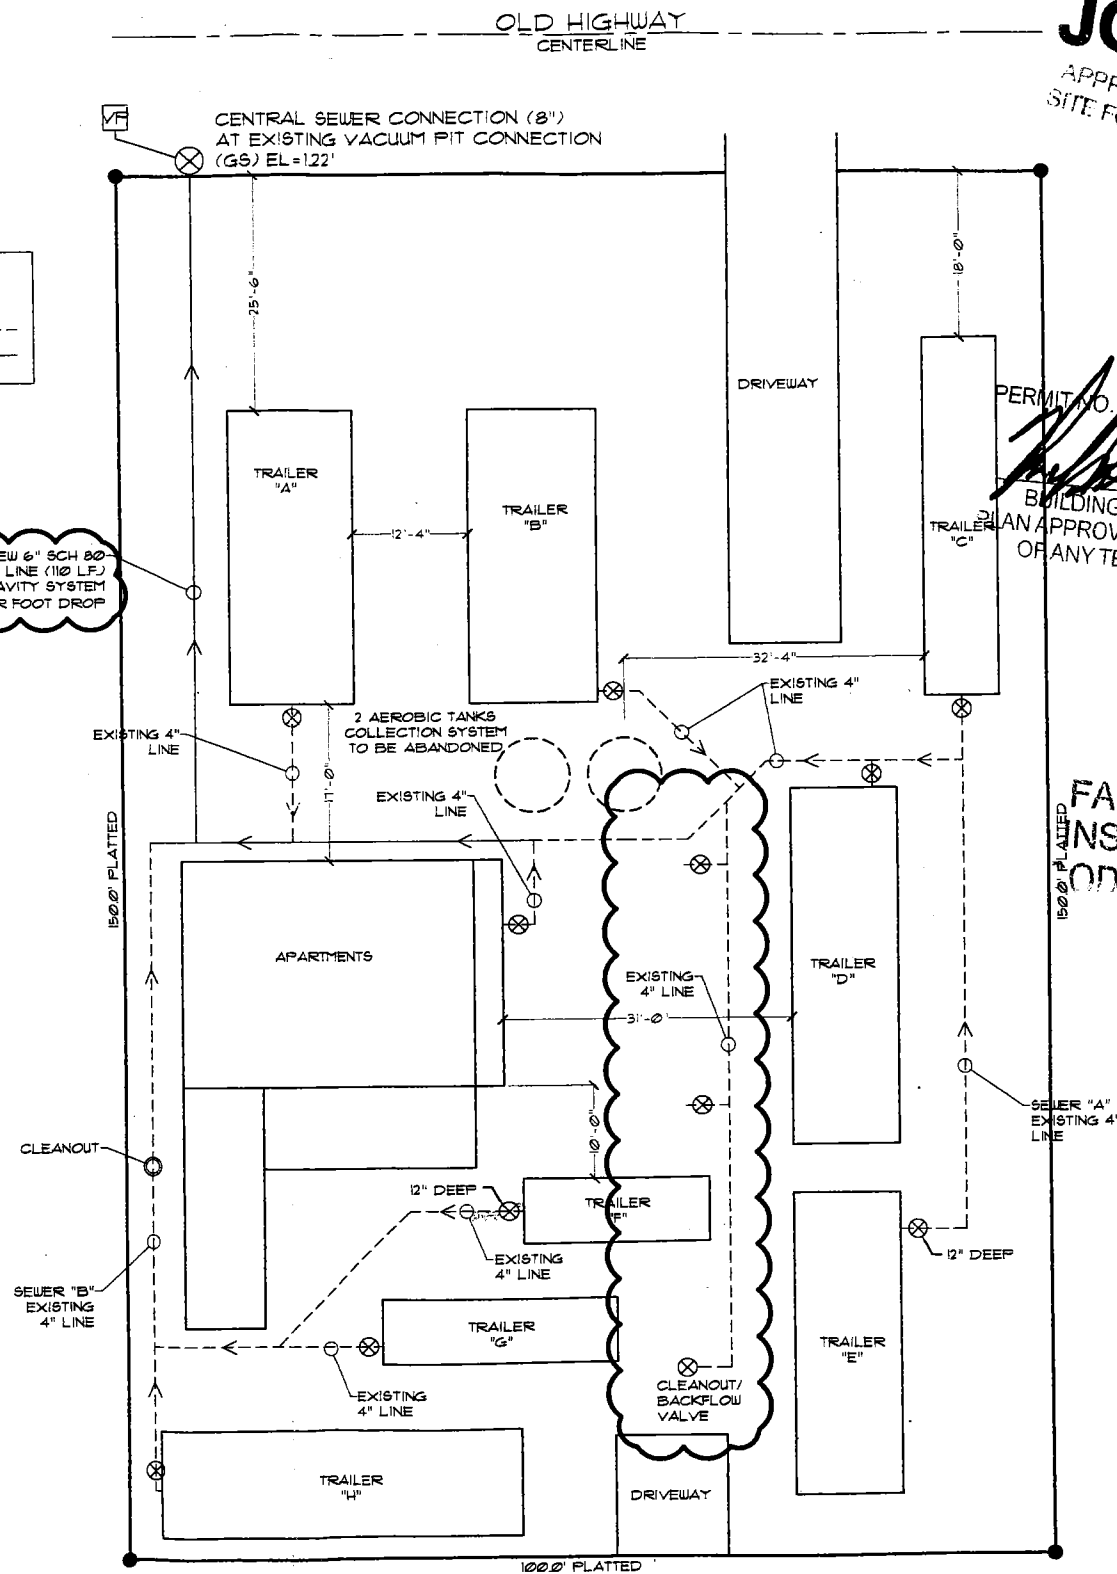 OLD HIGHWAY
CENTERLINE
VP
CENTRAL SEWER CONNECTION (8")
AT EXISTING VACUUM PIT CONNECTION
(GS) EL=1.22'
25'-6"
18'-0"
DRIVEWAY
PERMIT NO.
TRAILER
"A"
TRAILER
"B"
12'-4"
TRAILER
"C"
BUILDING
PLAN APPROV
OF ANY TE
6" SCH 80
LINE (110 LF)
AVITY SYSTEM
R FOOT DROP
32'-4"
EXISTING 4"
LINE
2 AEROBIC TANKS
COLLECTION SYSTEM
TO BE ABANDONED
EXISTING 4"
LINE
17'-0"
EXISTING 4"
LINE
FA
INS
OD
150.0' PLATTED
150.0' PLATTED
APARTMENTS
TRAILER
"D"
EXISTING
4" LINE
31'-0"
10'-0"
SEWER "A"
EXISTING 4"
LINE
CLEANOUT
12" DEEP
TRAILER
"F"
EXISTING
4" LINE
12" DEEP
SEWER "B"
EXISTING
4" LINE
TRAILER
"G"
TRAILER
"E"
EXISTING
4" LINE
CLEANOUT/
BACKFLOW
VALVE
TRAILER
"H"
DRIVEWAY
100.0' PLATTED